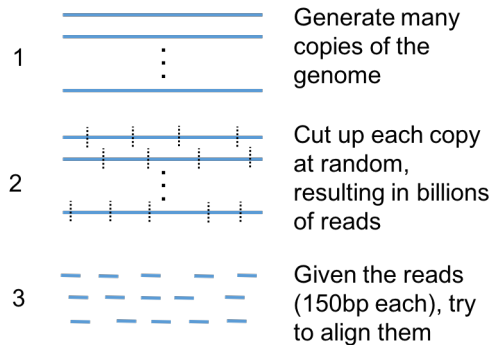 1
Generate many
copies of the
genome
2
Cut up each copy
at random,
resulting in billions
of reads
3
Given the reads
(150bp each), try
to align them